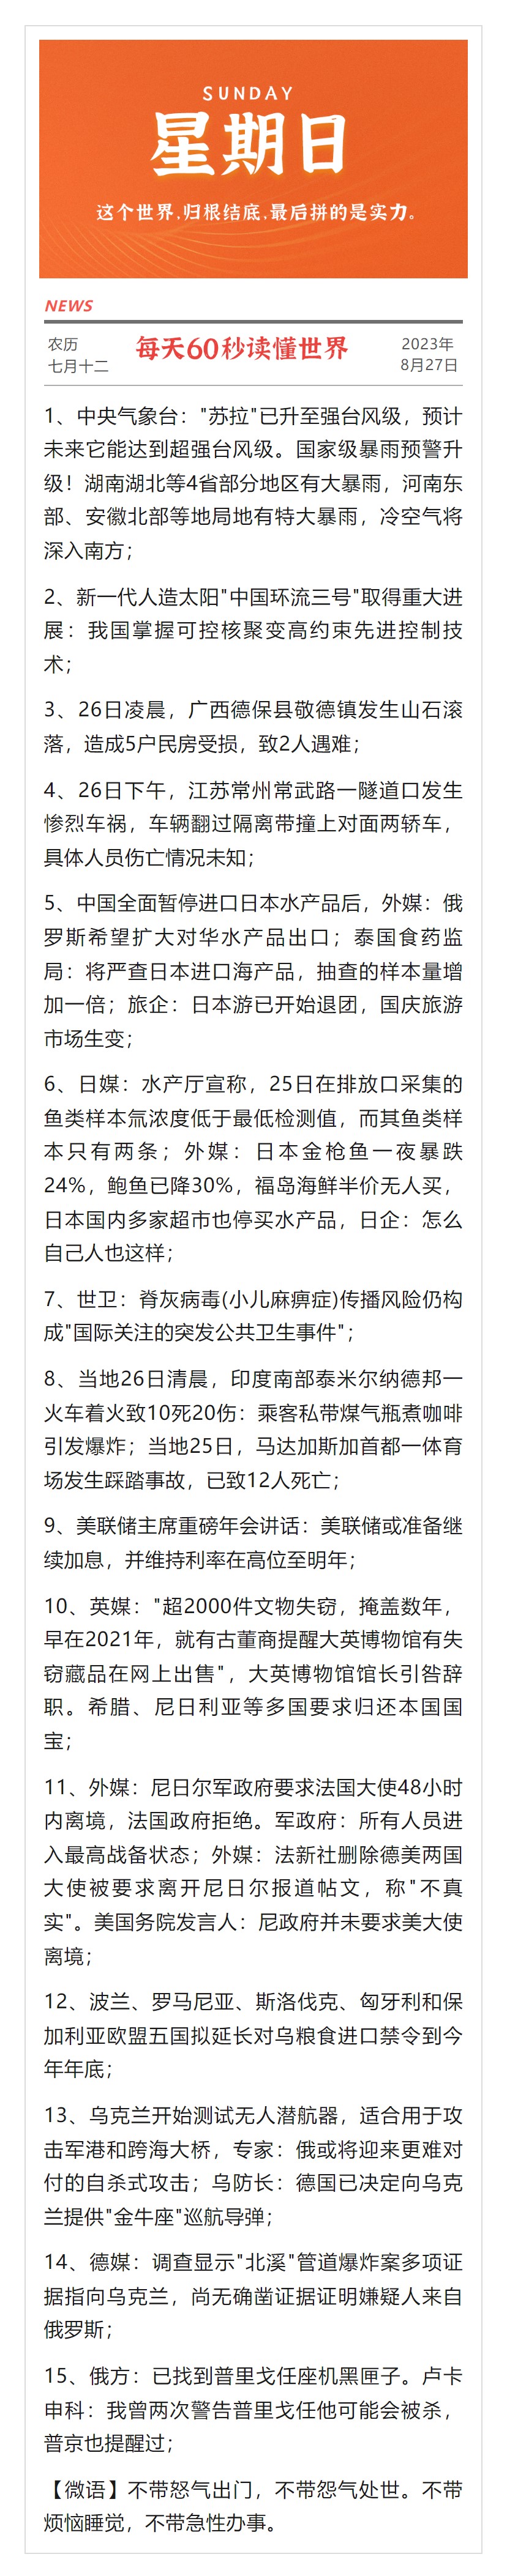 SUNDAY
星期日
这个世界,归根结底,最后拼的是实力。
NEWS
农历
七月十二
每天60秒读懂世界
2023年
8月27日
1、中央气象台："苏拉"已升至强台风级，预计
未来它能达到超强台风级。国家级暴雨预警升
级！湖南湖北等4省部分地区有大暴雨，河南东
部、安徽北部等地局地有特大暴雨，冷空气将
深入南方；
2、新一代人造太阳"中国环流三号"取得重大进
展：我国掌握可控核聚变高约束先进控制技
术；
3、26日凌晨，广西德保县敬德镇发生山石滚
落，造成5户民房受损，致2人遇难；
4、26日下午，江苏常州常武路一隧道口发生
惨烈车祸，车辆翻过隔离带撞上对面两轿车，
具体人员伤亡情况未知；
5、中国全面暂停进口日本水产品后，外媒：俄
罗斯希望扩大对华水产品出口；泰国食药监
局：将严查日本进口海产品，抽查的样本量增
加一倍；旅企：日本游已开始退团，国庆旅游
市场生变；
6、日媒：水产厅宣称，25日在排放口采集的
鱼类样本氚浓度低于最低检测值，而其鱼类样
本只有两条；外媒：日本金枪鱼一夜暴跌
24%，鲍鱼已降30%，福岛海鲜半价无人买，
日本国内多家超市也停买水产品，日企：怎么
自己人也这样；
7、世卫：脊灰病毒(小儿麻痹症)传播风险仍构
成"国际关注的突发公共卫生事件"；
8、当地26日清晨，印度南部泰米尔纳德邦一
火车着火致10死20伤：乘客私带煤气瓶煮咖啡
引发爆炸；当地25日，马达加斯加首都一体育
场发生踩踏事故，已致12人死亡；
9、美联储主席重磅年会讲话：美联储或准备继
续加息，并维持利率在高位至明年；
10、英媒："超2000件文物失窃，掩盖数年，
早在2021年，就有古董商提醒大英博物馆有失
窃藏品在网上出售"，大英博物馆馆长引咎辞
职。希腊、尼日利亚等多国要求归还本国国
宝；
11、外媒：尼日尔军政府要求法国大使48小时
内离境，法国政府拒绝。军政府：所有人员进
入最高战备状态；外媒：法新社删除德美两国
大使被要求离开尼日尔报道帖文，称"不真
实"。美国务院发言人：尼政府并未要求美大使
离境；
12、波兰、罗马尼亚、斯洛伐克、匈牙利和保
加利亚欧盟五国拟延长对乌粮食进口禁令到今
年年底；
13、乌克兰开始测试无人潜航器，适合用于攻
击军港和跨海大桥，专家：俄或将迎来更难对
付的自杀式攻击；乌防长：德国已决定向乌克
兰提供"金牛座"巡航导弹；
14、德媒：调查显示"北溪"管道爆炸案多项证
据指向乌克兰，尚无确凿证据证明嫌疑人来自
俄罗斯；
15、俄方：已找到普里戈任座机黑匣子。卢卡
申科：我曾两次警告普里戈任他可能会被杀，
普京也提醒过；
【微语】不带怒气出门，不带怨气处世。不带
烦恼睡觉，不带急性办事。